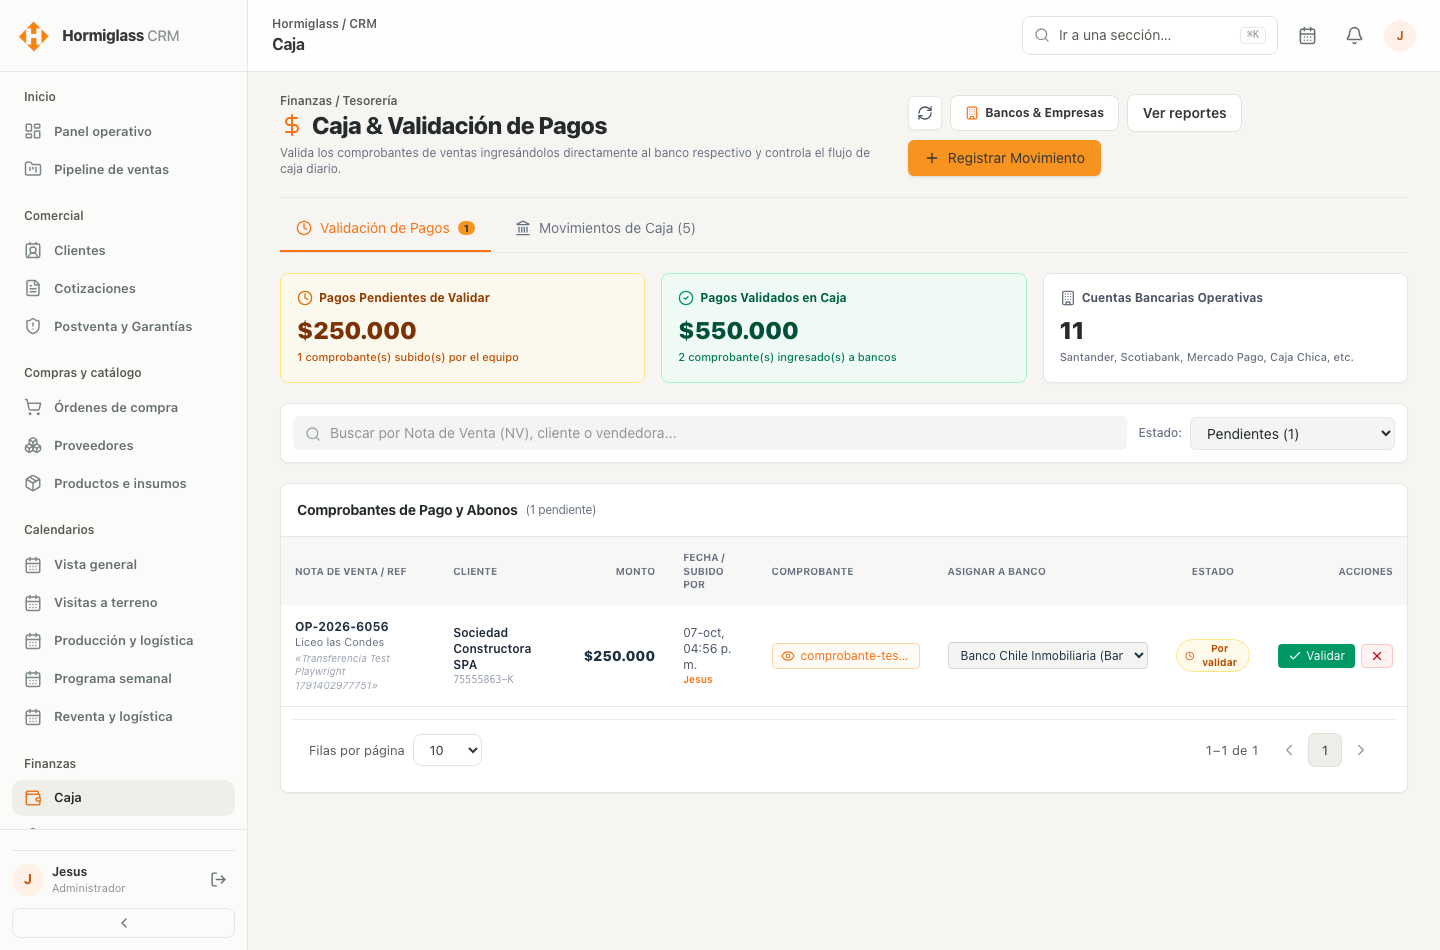 Hormiglass CRM
Inicio
Panel operativo
Pipeline de ventas
Comercial
Clientes
Cotizaciones
Postventa y Garantías
Compras y catálogo
Órdenes de compra
Proveedores
Productos e insumos
Calendarios
Vista general
Visitas a terreno
Producción y logística
Programa semanal
Reventa y logística
Finanzas
Caja
J
Jesus
Administrador
Hormiglass / CRM
Caja
Ir a una sección...
⌘K
J
Finanzas / Tesorería
Caja & Validación de Pagos
Valida los comprobantes de ventas ingresándolos directamente al banco respectivo y controla el flujo de
caja diario.
Bancos & Empresas
Ver reportes
Registrar Movimiento
Validación de Pagos 1
Movimientos de Caja (5)
Pagos Pendientes de Validar
$250.000
1 comprobante(s) subido(s) por el equipo
Pagos Validados en Caja
$550.000
2 comprobante(s) ingresado(s) a bancos
Cuentas Bancarias Operativas
11
Santander, Scotiabank, Mercado Pago, Caja Chica, etc.
Buscar por Nota de Venta (NV), cliente o vendedora...
Estado:
Pendientes (1)
Comprobantes de Pago y Abonos (1 pendiente)
NOTA DE VENTA / REF
CLIENTE
MONTO
FECHA /
SUBIDO
POR
COMPROBANTE
ASIGNAR A BANCO
ESTADO
ACCIONES
OP-2026-6056
Liceo las Condes
«Transferencia Test
Playwright
1791402977751»
Sociedad
Constructora
SPA
75555863-K
$250.000
07-oct,
04:56 p.
m.
Jesus
comprobante-tes...
Banco Chile Inmobiliaria (Bar
Por
validar
Validar
Filas por página
10
1–1 de 1
1